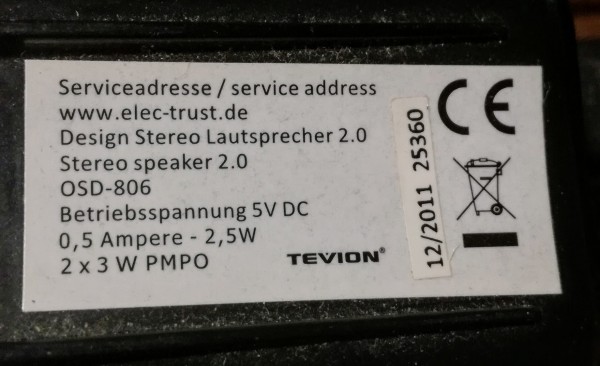 Serviceadresse / service address
www.elec-trust.de
Design Stereo Lautsprecher 2.0
Stereo speaker 2.0
OSD-806
Betriebsspannung 5V DC
0,5 Ampere - 2,5W
2 x 3 W PMPO
TEVION®
12/2011 25360
CE